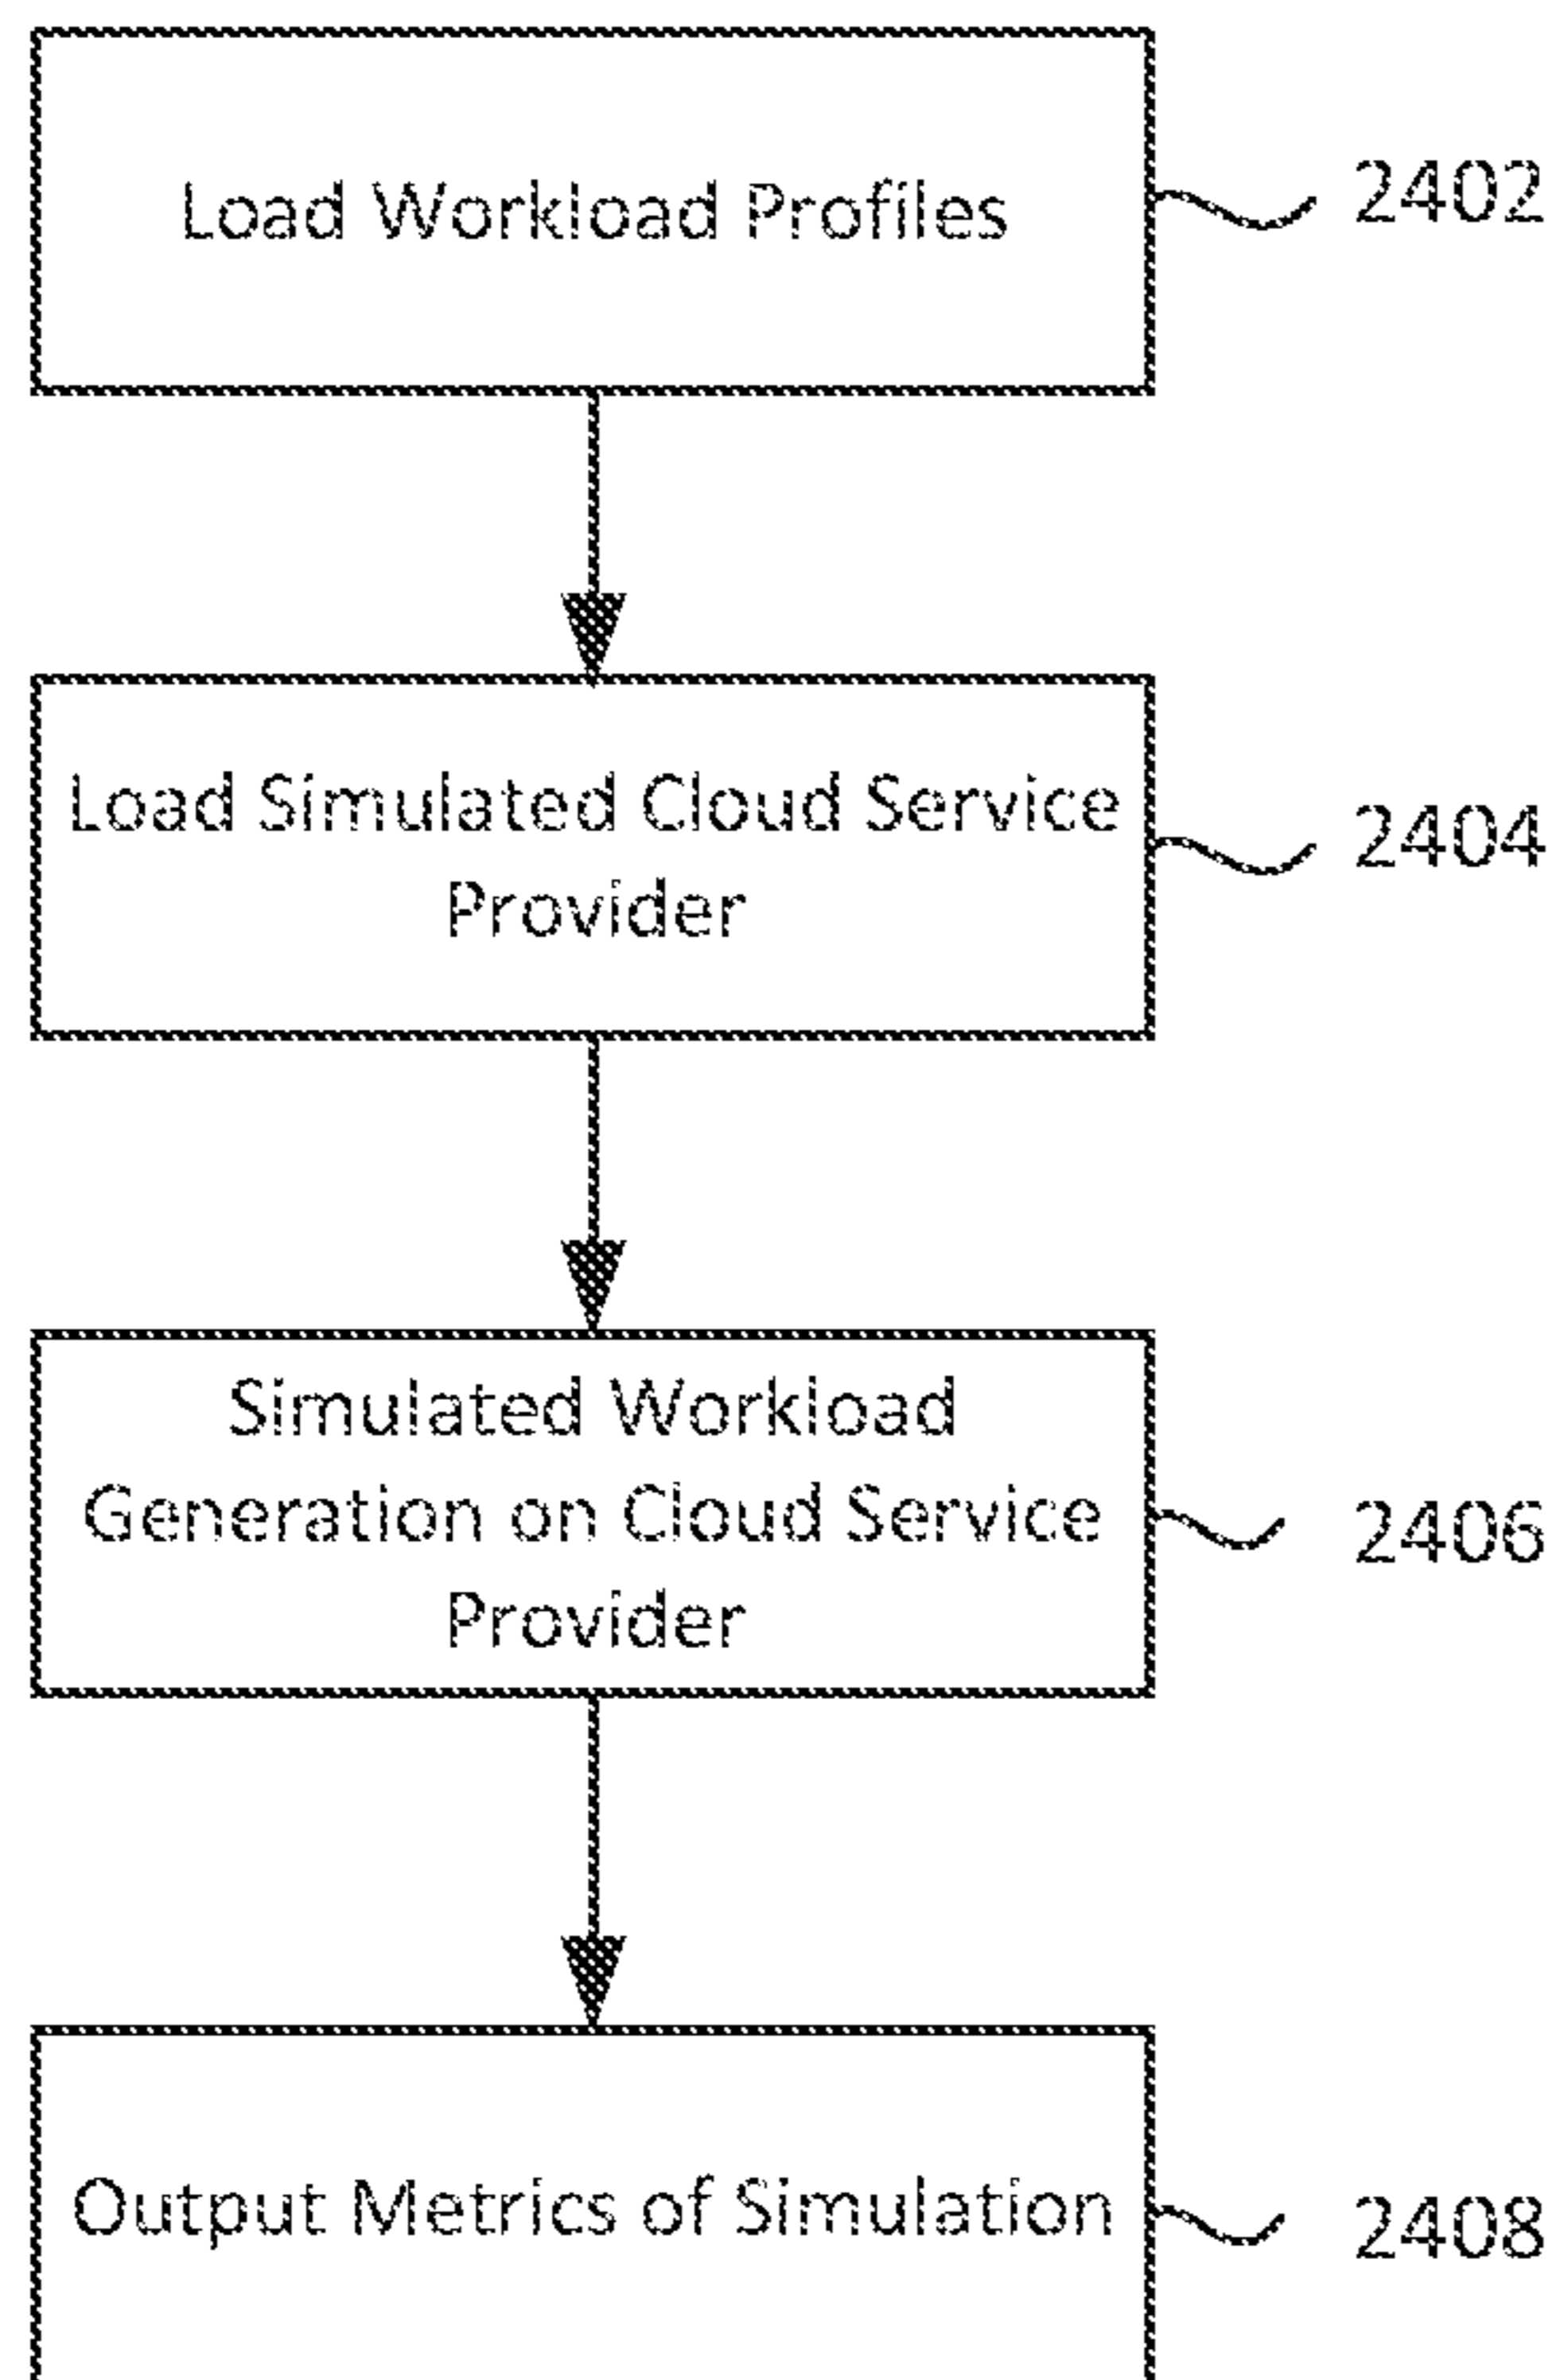 Load Workload Profiles
2402
Load Simulated Cloud Service
Provider
2404
Simulated Workload
Generation on Cloud Service
Provider
2406
Output Metrics of Simulation
2408